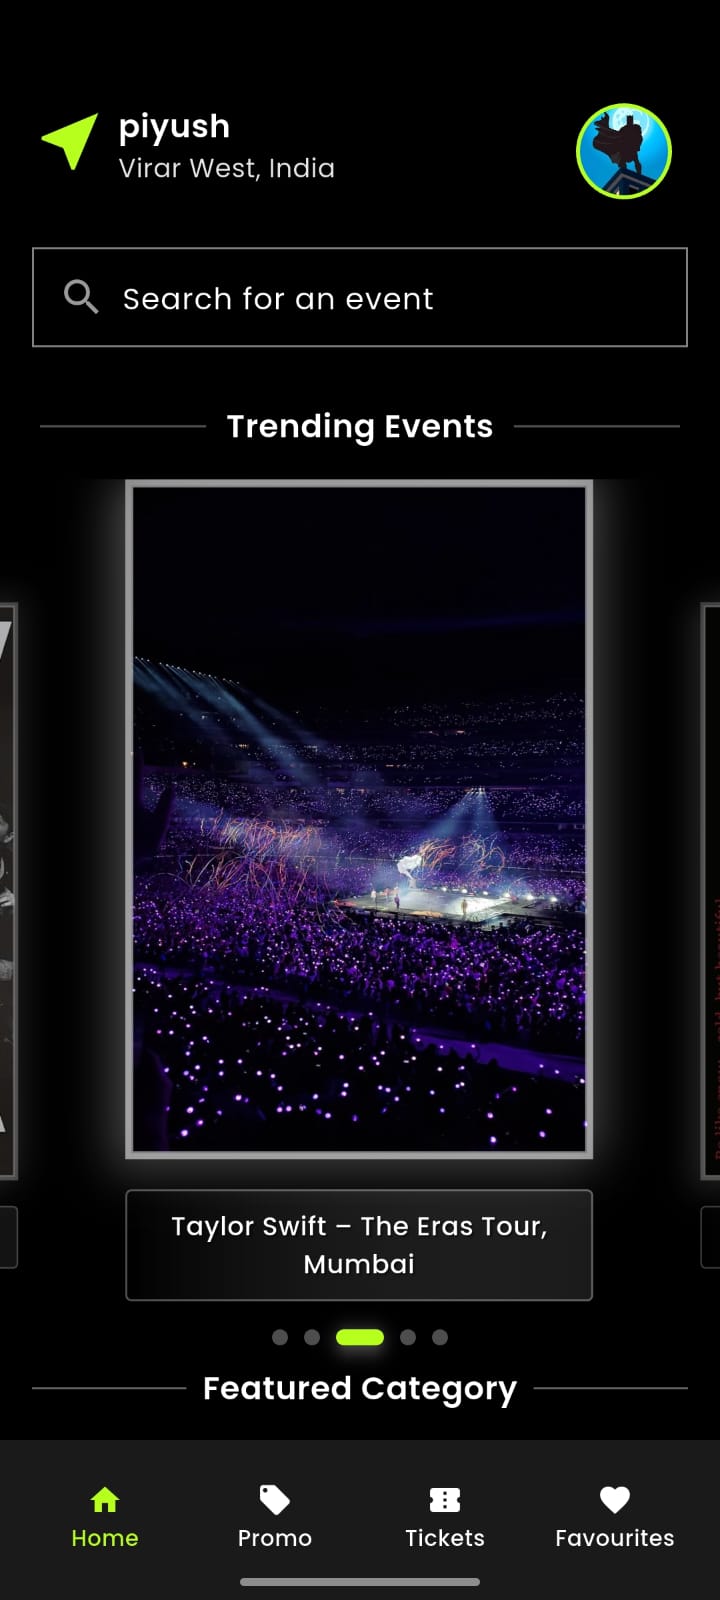 piyush
Virar West, India
Search for an event
Trending Events
Taylor Swift – The Eras Tour,
Mumbai
Featured Category
Home
Promo
Tickets
Favourites